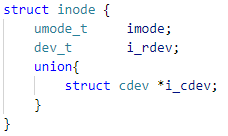 struct inode {
    umode_t     imode;
    dev_t       i_rdev;
    union{
        struct cdev *i_cdev;
    }
}